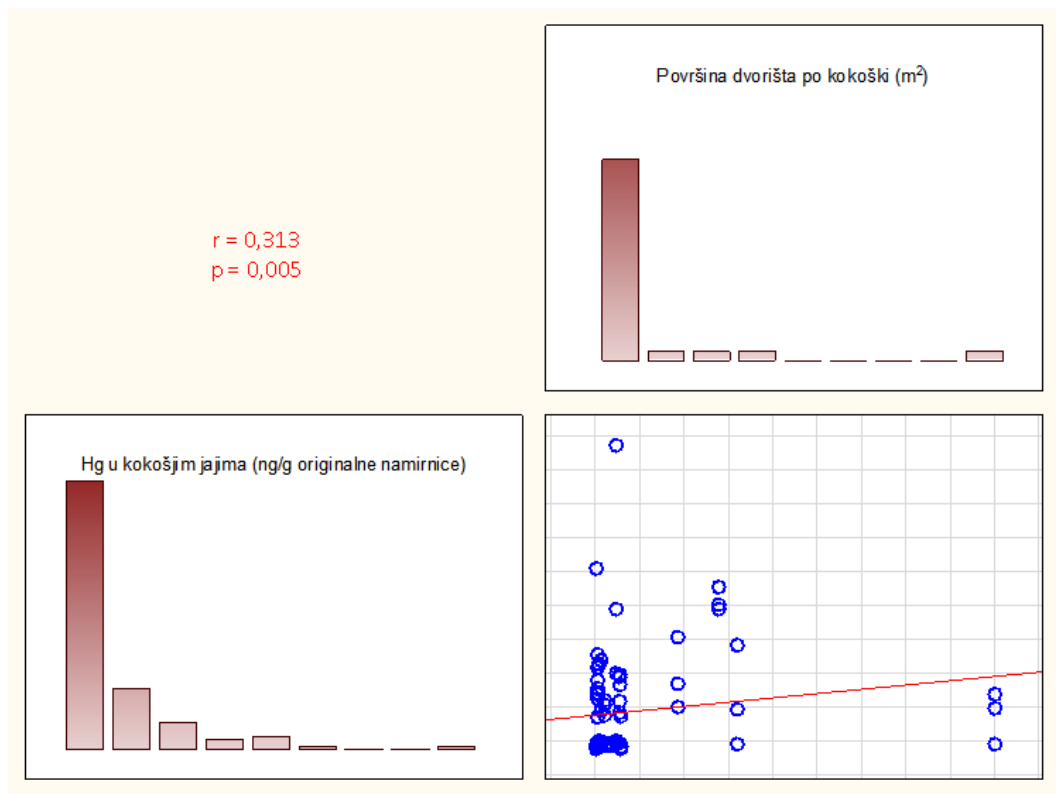 Površina dvorišta po kokoški (m²)
r = 0,313
p = 0,005
Hg u kokošjim jajima (ng/g originalne namirnice)